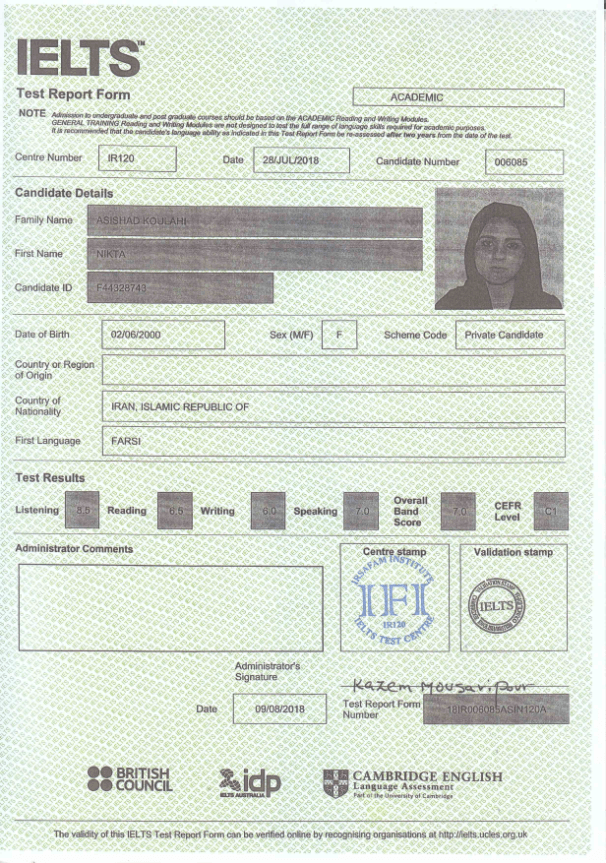 IELTS™
Test Report Form
ACADEMIC
NOTE Admission to undergraduate and post graduate courses should be based on the ACADEMIC Reading and Writing Modules.
GENERAL TRAINING Reading and Writing Modules are not designed to test the full range of language skills required for academic purposes.
It is recommended that the candidate's language ability as indicated in this Test Report Form be re-assessed after two years from the date of the test.
Centre Number IR120 Date 28/JUL/2018 Candidate Number 006085
Candidate Details
Family Name ASISHAD KOULAHI
First Name NIKTA
Candidate ID F44328743
Date of Birth 02/06/2000 Sex (M/F) F Scheme Code Private Candidate
Country or Region
of Origin
Country of
Nationality IRAN, ISLAMIC REPUBLIC OF
First Language FARSI
Test Results
Listening 8.5 Reading 6.5 Writing 6.0 Speaking 7.0 Overall Band Score 7.0 CEFR Level C1
Administrator Comments
Centre stamp
IRSAFAM INSTITUTE
IFI
IR120
IELTS TEST CENTRE
Validation stamp
IELTS
Administrator's
Signature
Kazem Mousavipour
Date 09/08/2018
Test Report Form
Number 18IR006085ASIN120A
BRITISH
COUNCIL
idp
IELTS AUSTRALIA
CAMBRIDGE ENGLISH
Language Assessment
Part of the University of Cambridge
The validity of this IELTS Test Report Form can be verified online by recognising organisations at http://ielts.ucles.org.uk